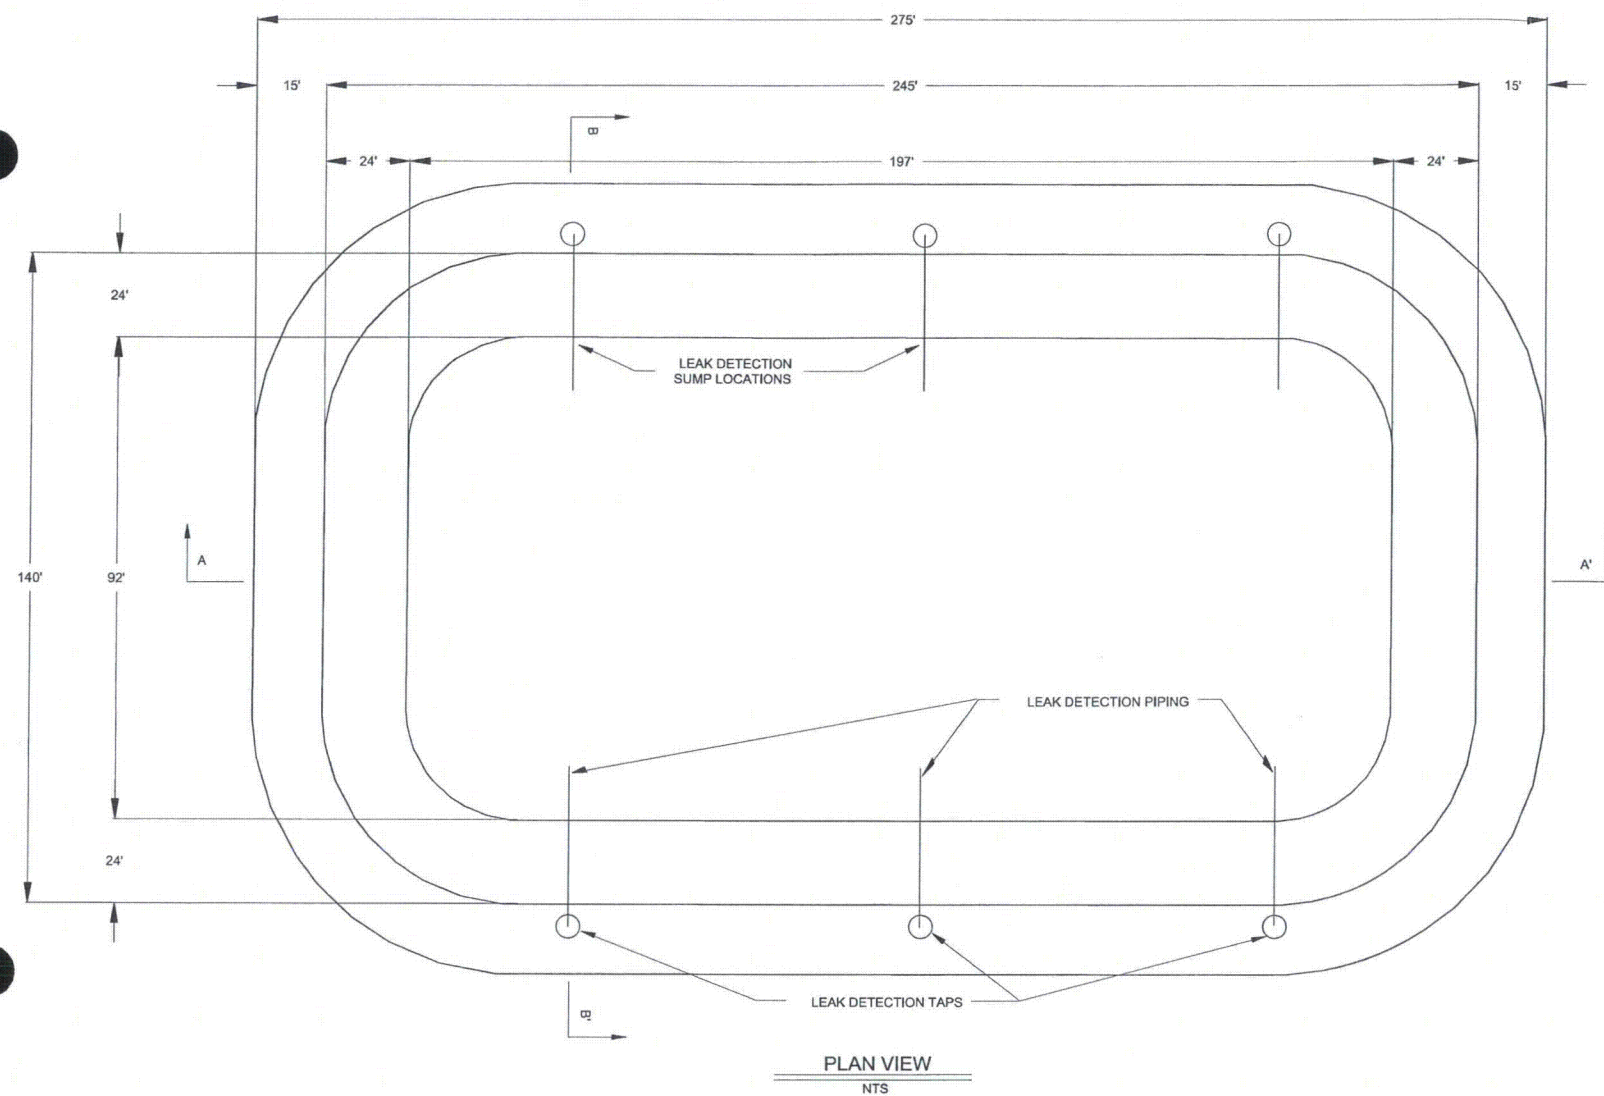 275'
15'
245'
15'
B
24'
197'
24'
24'
LEAK DETECTION
SUMP LOCATIONS
A
A'
140'
92'
LEAK DETECTION PIPING
24'
LEAK DETECTION TAPS
B'
PLAN VIEW
NTS